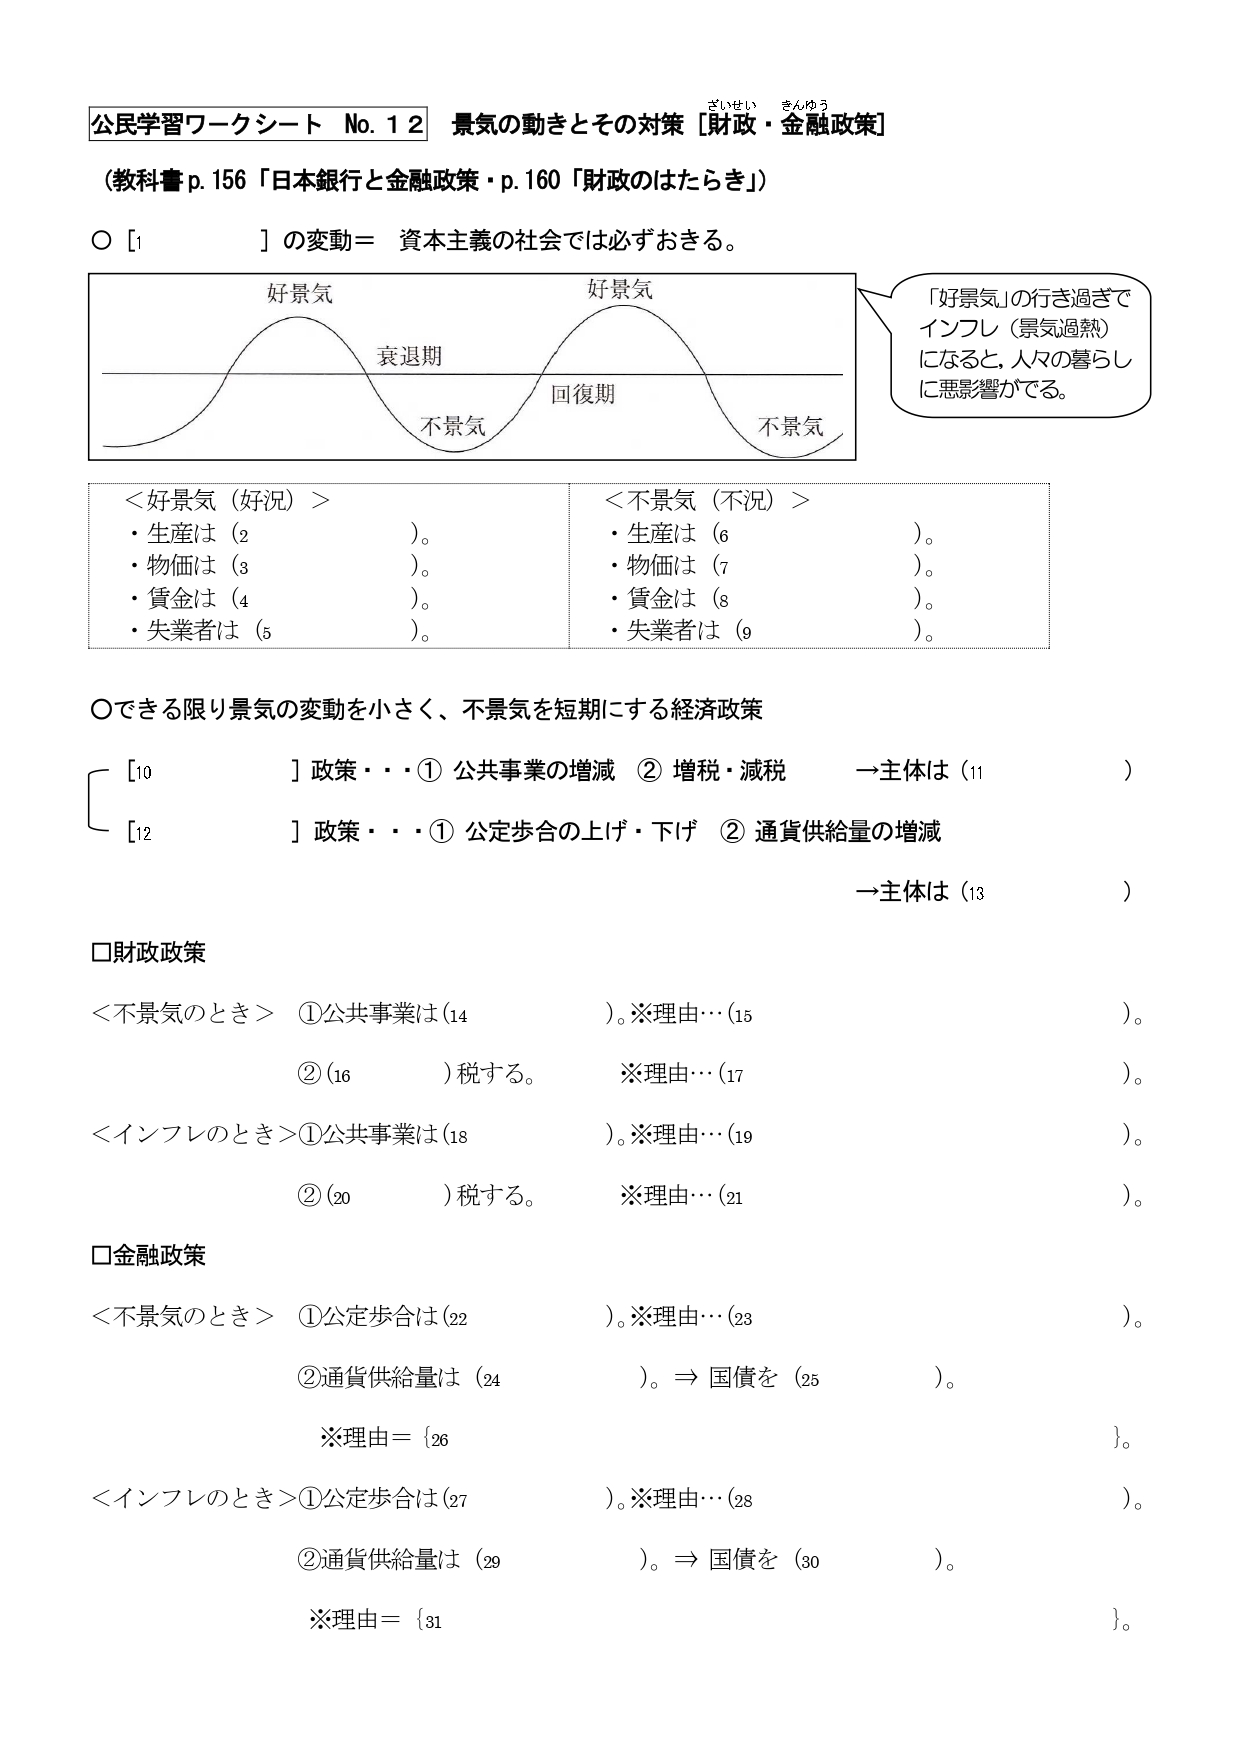 公民学習ワークシート No.１２ 景気の動きとその対策［財政・金融政策］
ざいせい きんゆう
（教科書p.156「日本銀行と金融政策・p.160「財政のはたらき」）
〇［1 ］の変動＝ 資本主義の社会では必ずおきる。
好景気 好景気
衰退期
回復期
不景気 不景気
「好景気」の行き過ぎで
インフレ（景気過熱）
になると，人々の暮らし
に悪影響がでる。
＜好景気（好況）＞
・生産は（2 ）。
・物価は（3 ）。
・賃金は（4 ）。
・失業者は（5 ）。
＜不景気（不況）＞
・生産は（6 ）。
・物価は（7 ）。
・賃金は（8 ）。
・失業者は（9 ）。
〇できる限り景気の変動を小さく、不景気を短期にする経済政策
［10 ］政策・・・① 公共事業の増減 ② 増税・減税 →主体は（11 ）
［12 ］政策・・・① 公定歩合の上げ・下げ ② 通貨供給量の増減
→主体は（13 ）
□財政政策
＜不景気のとき＞ ①公共事業は(14 )。※理由…(15 )。
②(16 )税する。 ※理由…(17 )。
＜インフレのとき＞①公共事業は(18 )。※理由…(19 )。
②(20 )税する。 ※理由…(21 )。
□金融政策
＜不景気のとき＞ ①公定歩合は(22 )。※理由…(23 )。
②通貨供給量は（24 ）。⇒ 国債を（25 ）。
※理由＝｛26 ｝。
＜インフレのとき＞①公定歩合は(27 )。※理由…(28 )。
②通貨供給量は（29 ）。⇒ 国債を（30 ）。
※理由＝｛31 ｝。